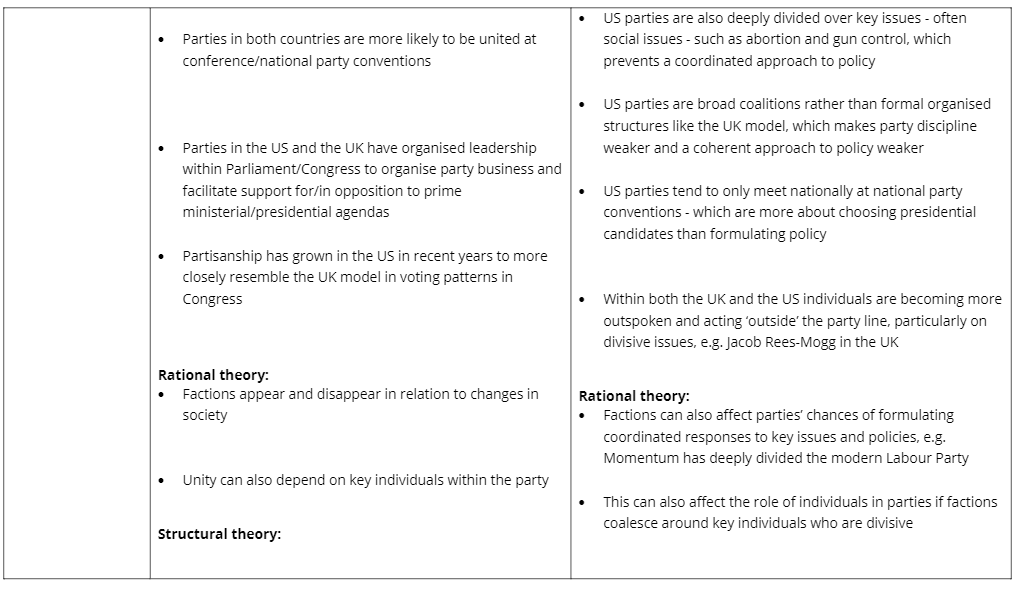 • Parties in both countries are more likely to be united at
conference/national party conventions
• Parties in the US and the UK have organised leadership
within Parliament/Congress to organise party business and
facilitate support for/in opposition to prime
ministerial/presidential agendas
• Partisanship has grown in the US in recent years to more
closely resemble the UK model in voting patterns in
Congress
Rational theory:
• Factions appear and disappear in relation to changes in
society
• Unity can also depend on key individuals within the party
Structural theory:
• US parties are also deeply divided over key issues - often
social issues - such as abortion and gun control, which
prevents a coordinated approach to policy
• US parties are broad coalitions rather than formal organised
structures like the UK model, which makes party discipline
weaker and a coherent approach to policy weaker
• US parties tend to only meet nationally at national party
conventions - which are more about choosing presidential
candidates than formulating policy
• Within both the UK and the US individuals are becoming more
outspoken and acting ‘outside’ the party line, particularly on
divisive issues, e.g. Jacob Rees-Mogg in the UK
Rational theory:
• Factions can also affect parties’ chances of formulating
coordinated responses to key issues and policies, e.g.
Momentum has deeply divided the modern Labour Party
• This can also affect the role of individuals in parties if factions
coalesce around key individuals who are divisive